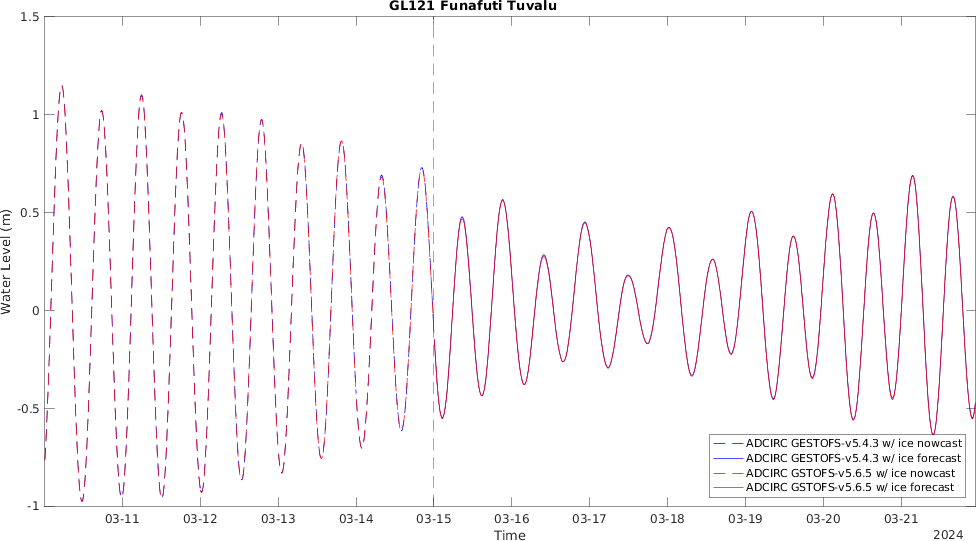 GL121 Funafuti Tuvalu
1.5
1
0.5
0
-0.5
-1
Water Level (m)
03-11 03-12 03-13 03-14 03-15 03-16 03-17 03-18 03-19 03-20 03-21
Time
2024
ADCIRC GESTOFS-v5.4.3 w/ ice nowcast
ADCIRC GESTOFS-v5.4.3 w/ ice forecast
ADCIRC GSTOFS-v5.6.5 w/ ice nowcast
ADCIRC GSTOFS-v5.6.5 w/ ice forecast